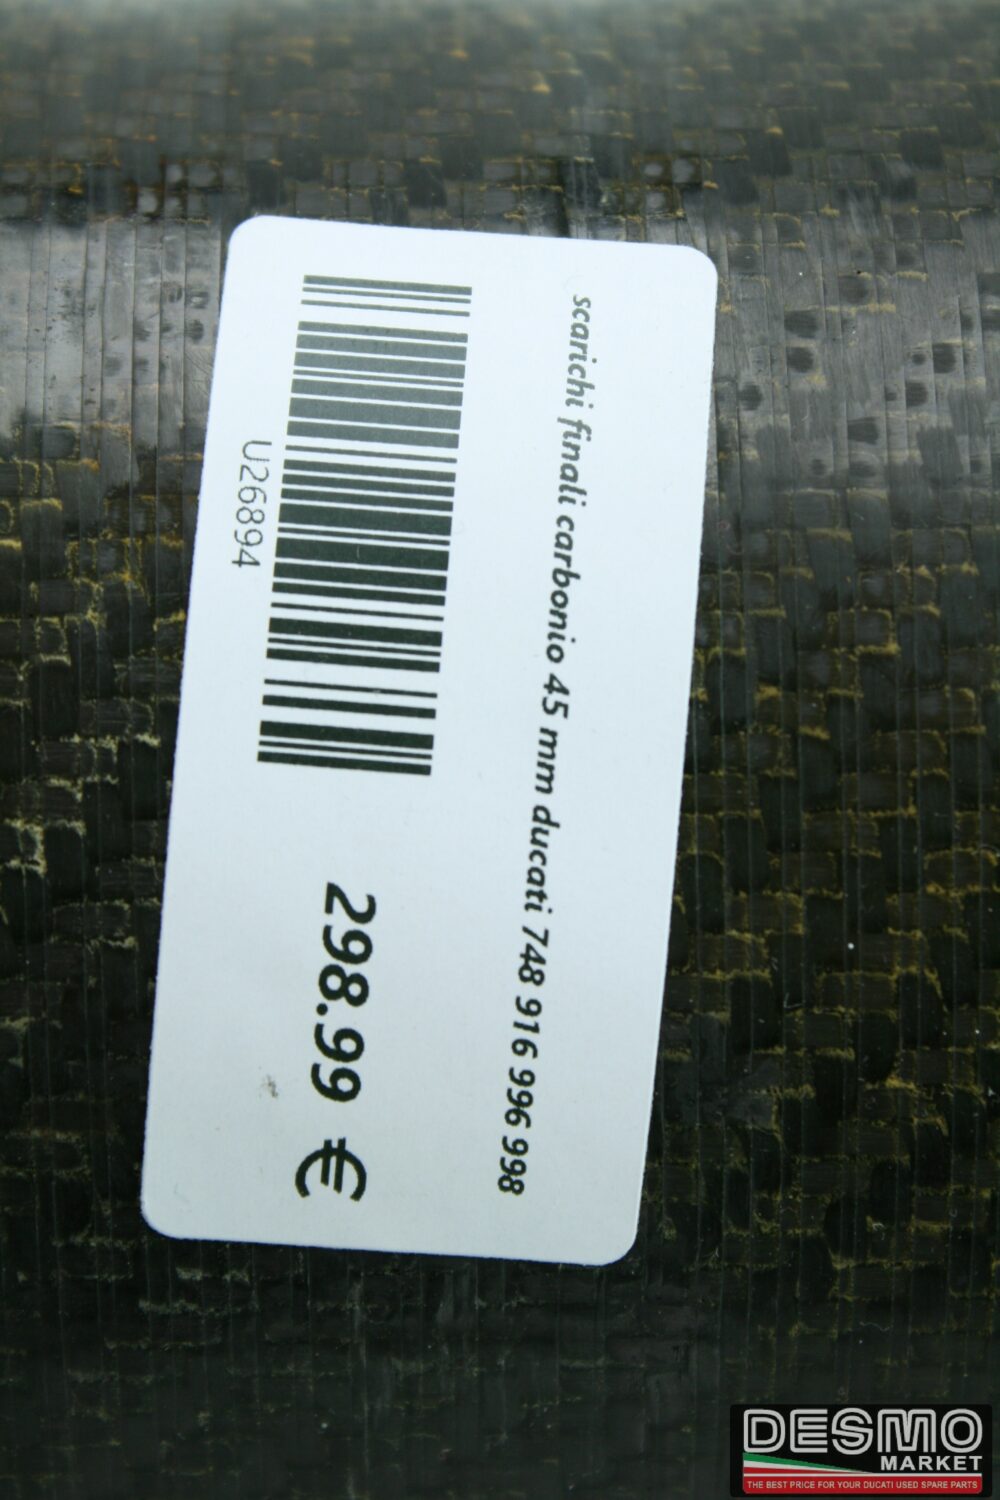 scarichi finali carbonio 45 mm ducati 748 916 996 998
U26894
298.99 €
DESMO
MARKET
THE BEST PRICE FOR YOUR DUCATI USED SPARE PARTS